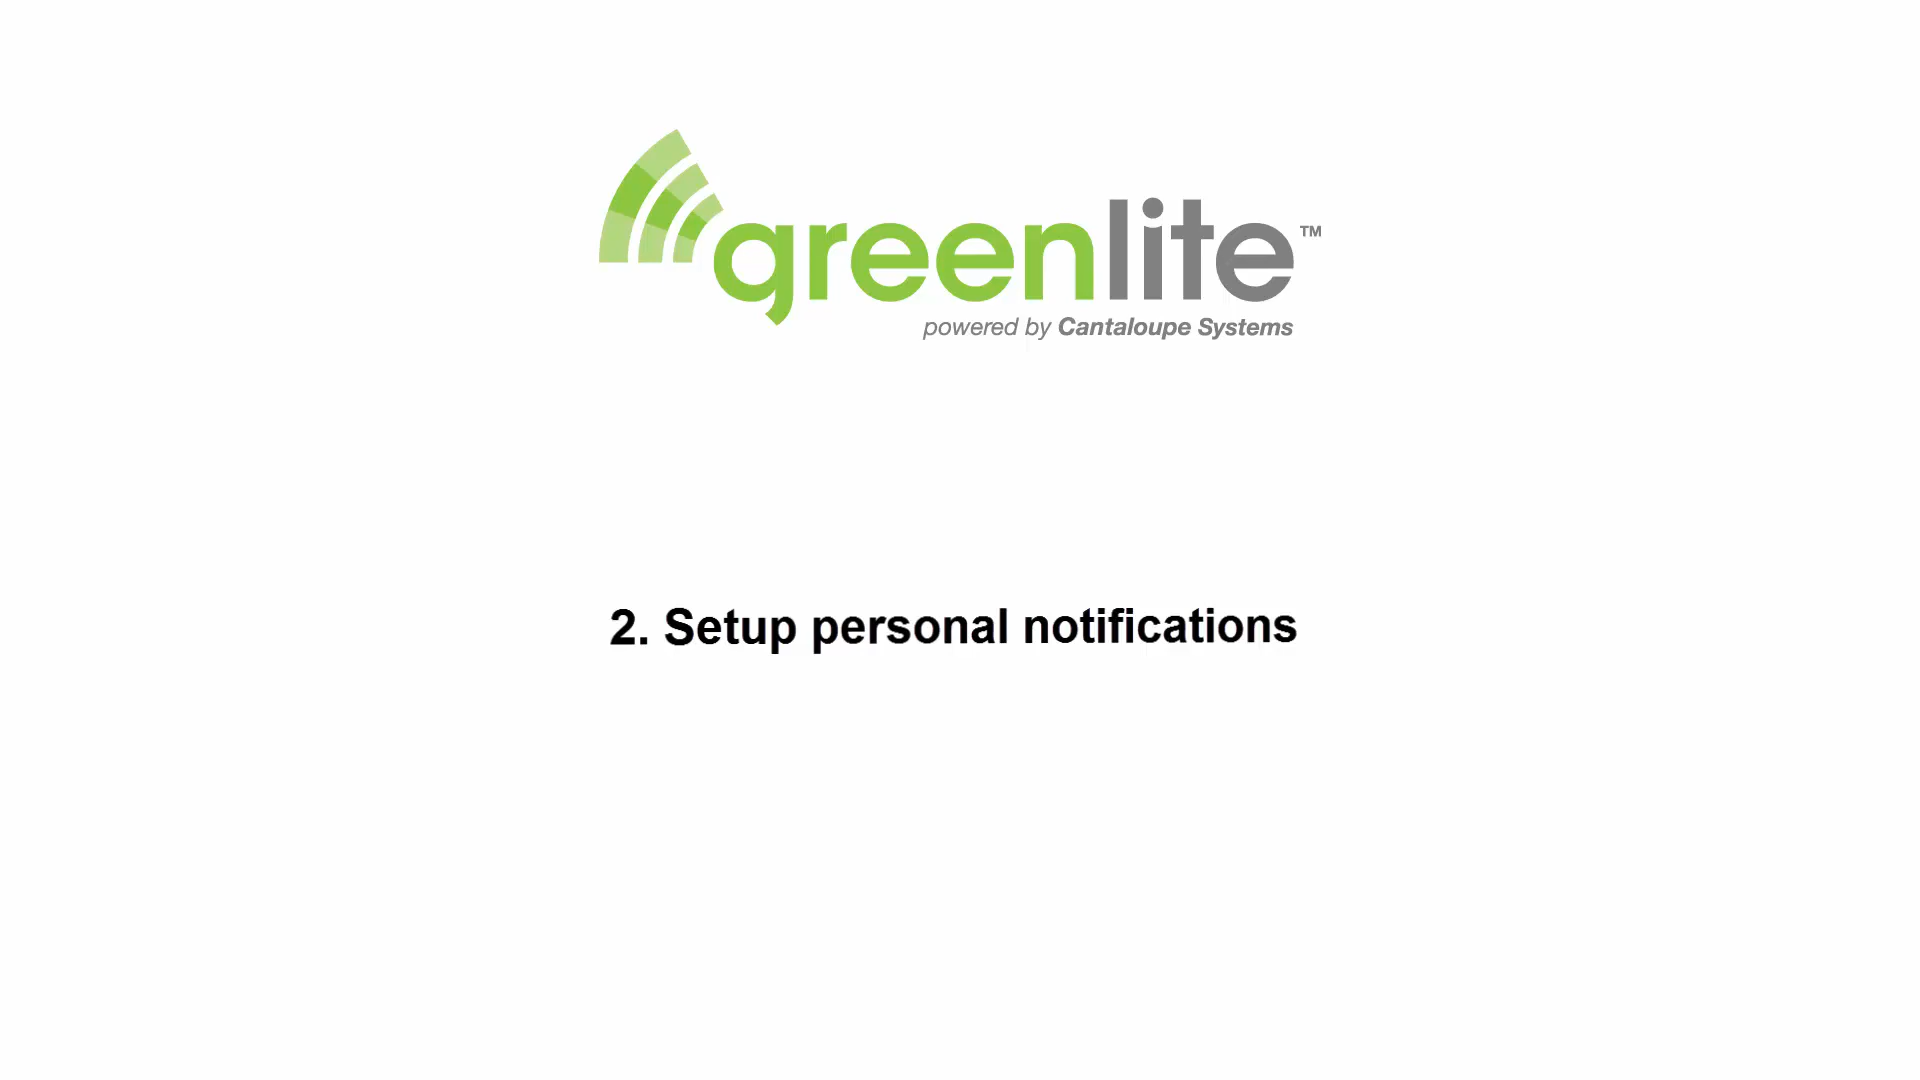 greenlite™
powered by Cantaloupe Systems
2. Setup personal notifications